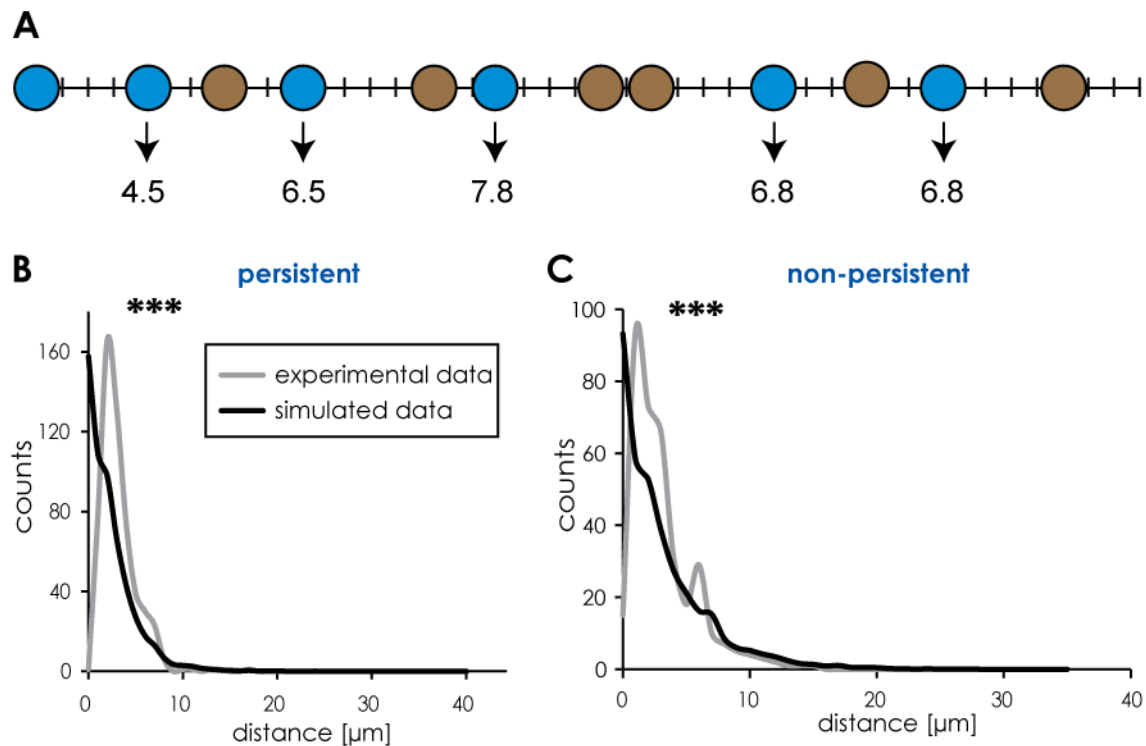 A
4.5 6.5 7.8 6.8 6.8
B persistent
***
160
120
80
40
0
counts
experimental data
simulated data
0 10 20 30 40
distance [µm]
C non-persistent
***
100
80
60
40
20
0
counts
0 10 20 30 40
distance [µm]